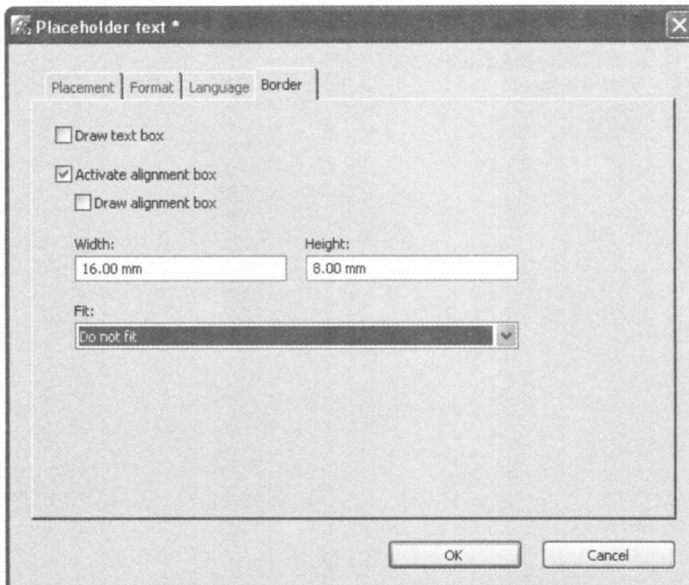 Placeholder text *
Placement Format Language Border
Draw text box
Activate alignment box
Draw alignment box
Width: Height:
16.00 mm 8.00 mm
Fit:
Do not fit
OK Cancel